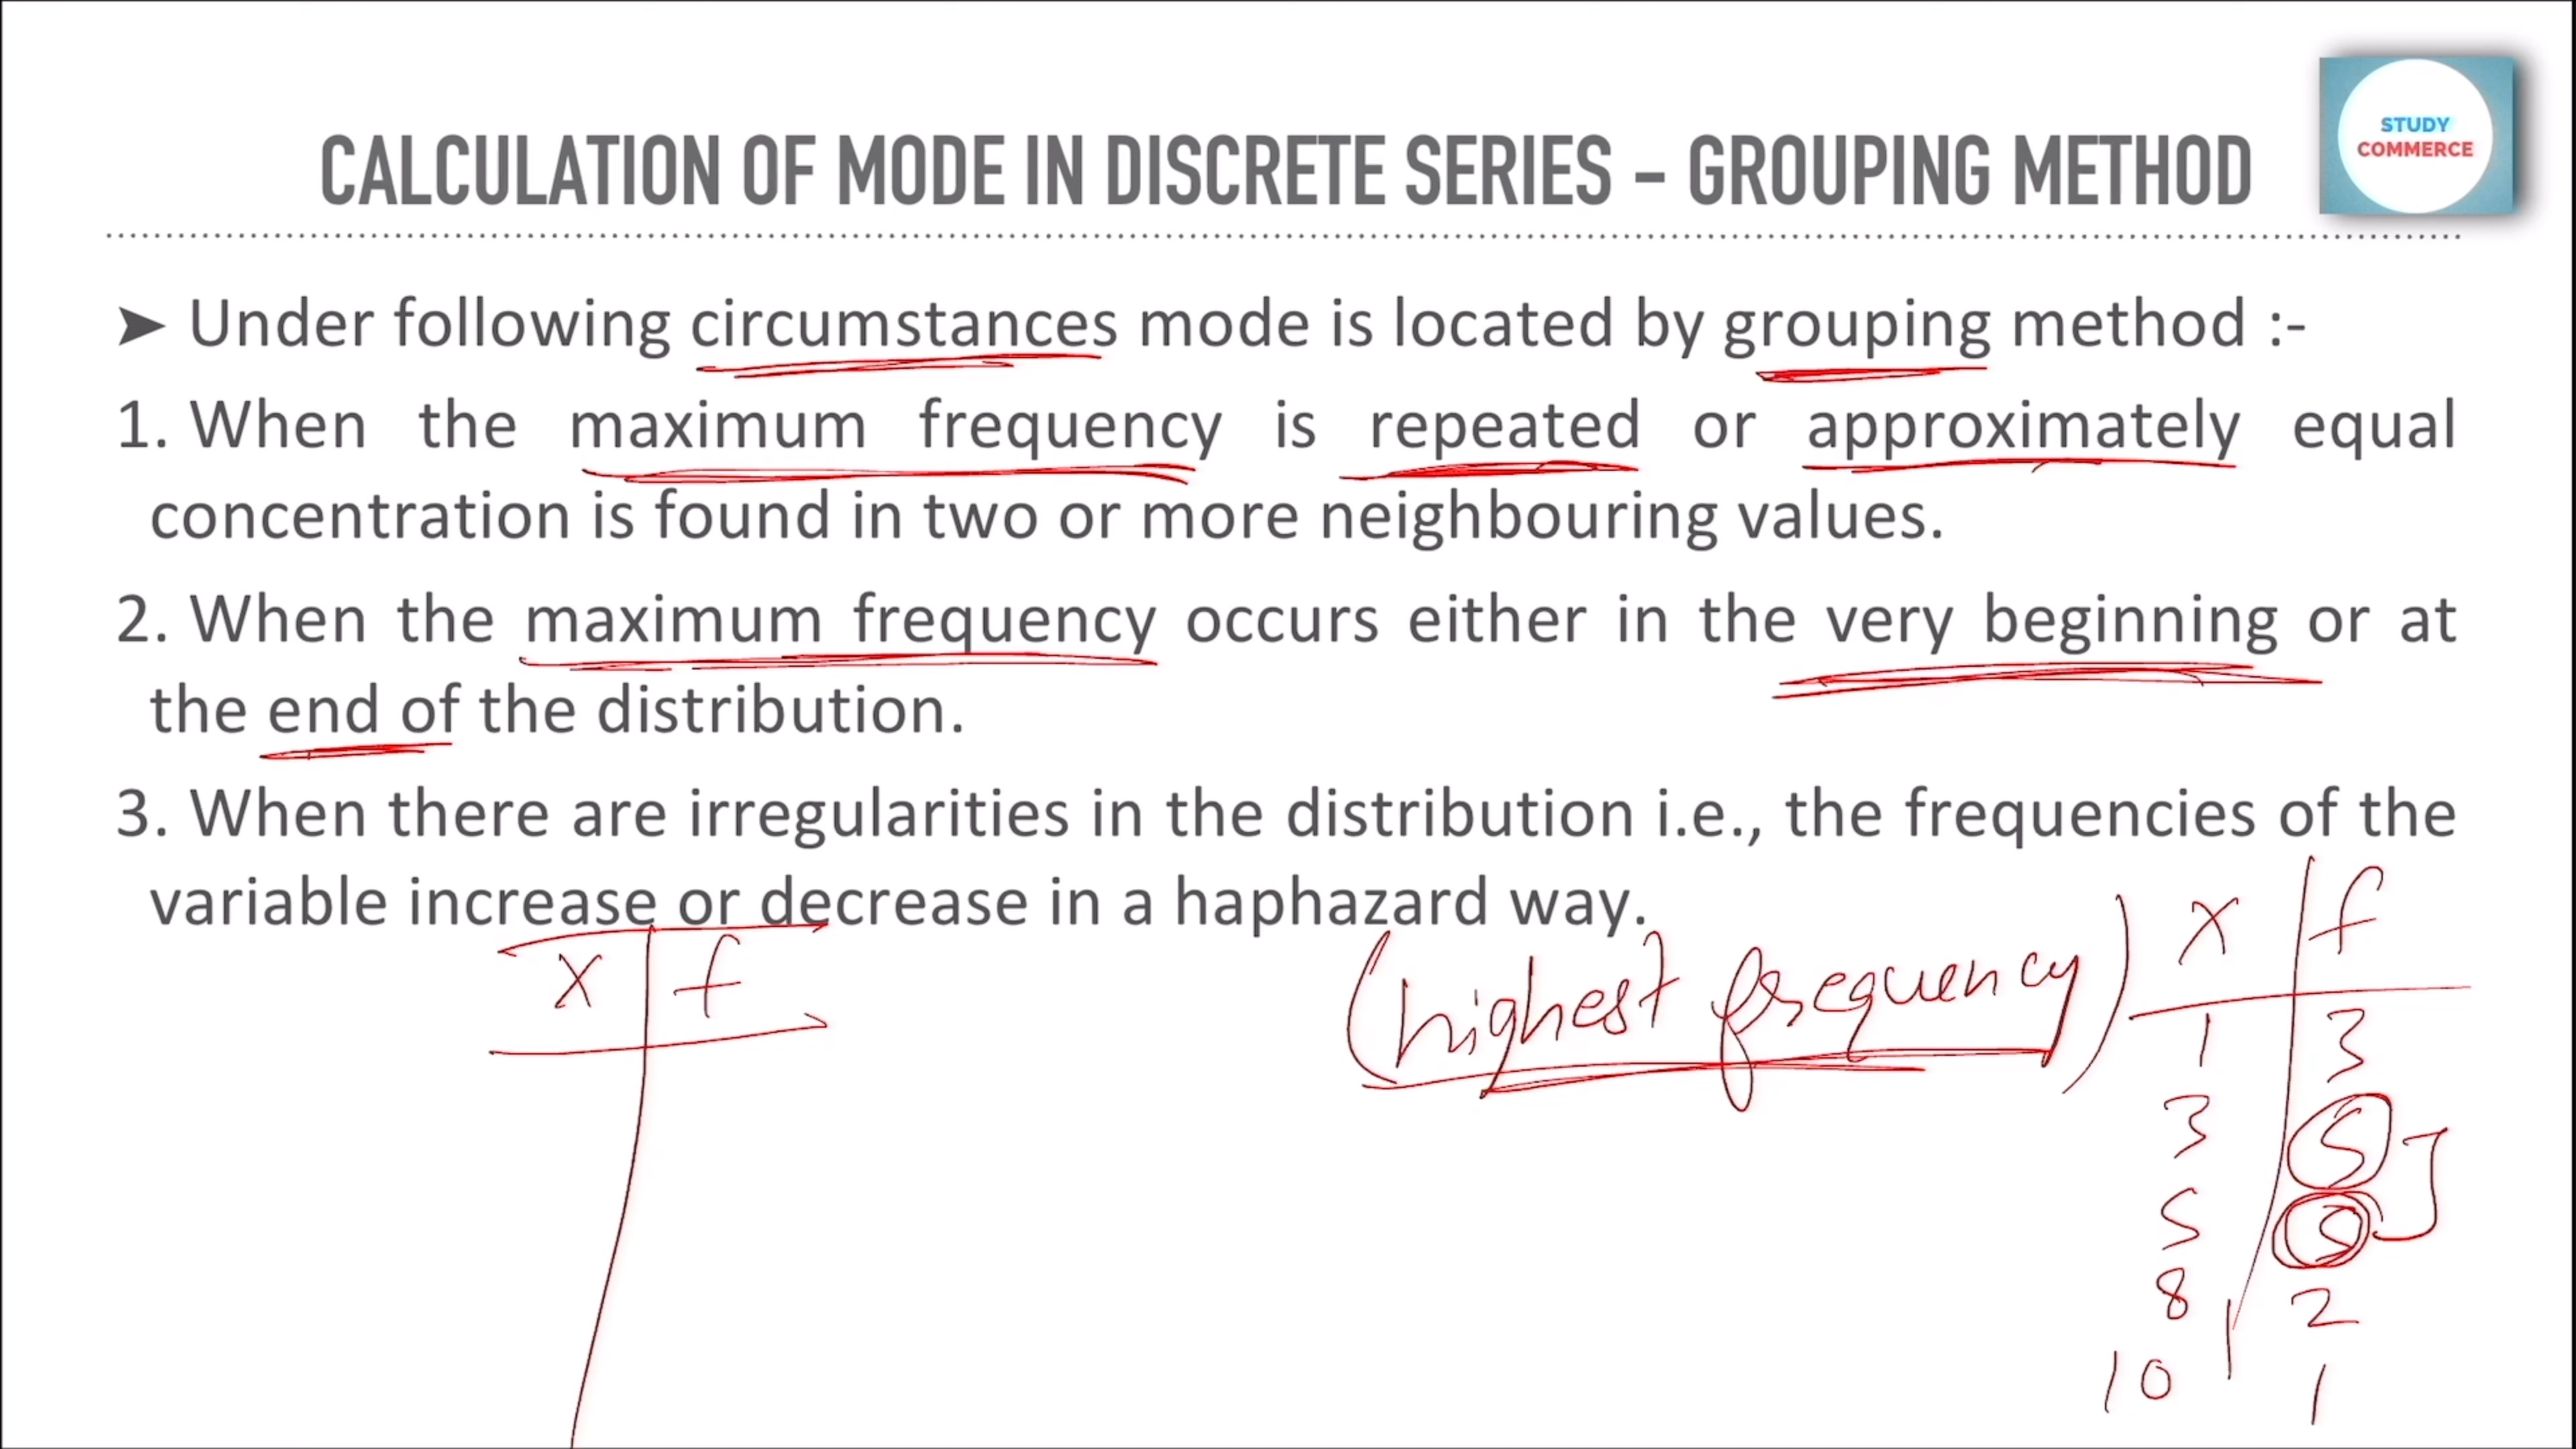 STUDY
COMMERCE
CALCULATION OF MODE IN DISCRETE SERIES - GROUPING METHOD
➤ Under following circumstances mode is located by grouping method :-
1. When the maximum frequency is repeated or approximately equal
concentration is found in two or more neighbouring values.
2. When the maximum frequency occurs either in the very beginning or at
the end of the distribution.
3. When there are irregularities in the distribution i.e., the frequencies of the
variable increase or decrease in a haphazard way.
x f
(highest frequency)
x f
1 3
3 5
5 5
8 2
10 1